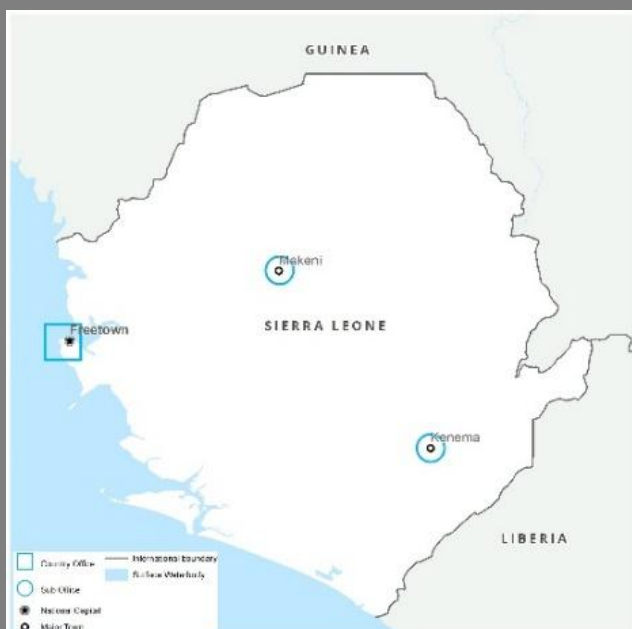 GUINEA
Makeni
Freetown
SIERRA LEONE
Kenema
LIBERIA
Country Office
International boundary
Surface Waterbody
Sub Office
National Capital
Major Town